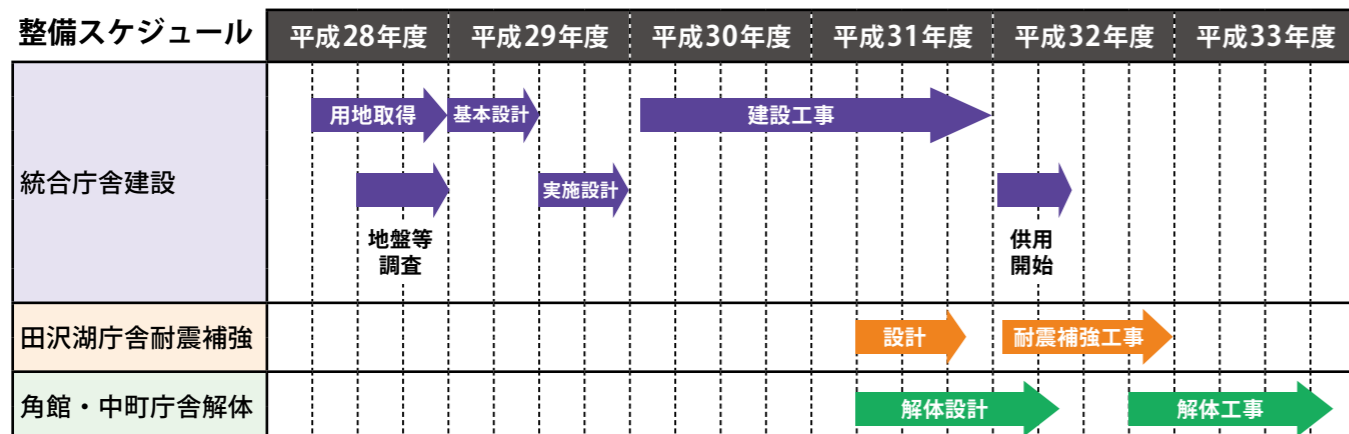 整備スケジュール
平成28年度
平成29年度
平成30年度
平成31年度
平成32年度
平成33年度
統合庁舎建設
用地取得
基本設計
建設工事
実施設計
地盤等
調査
供用
開始
田沢湖庁舎耐震補強
設計
耐震補強工事
角館・中町庁舎解体
解体設計
解体工事